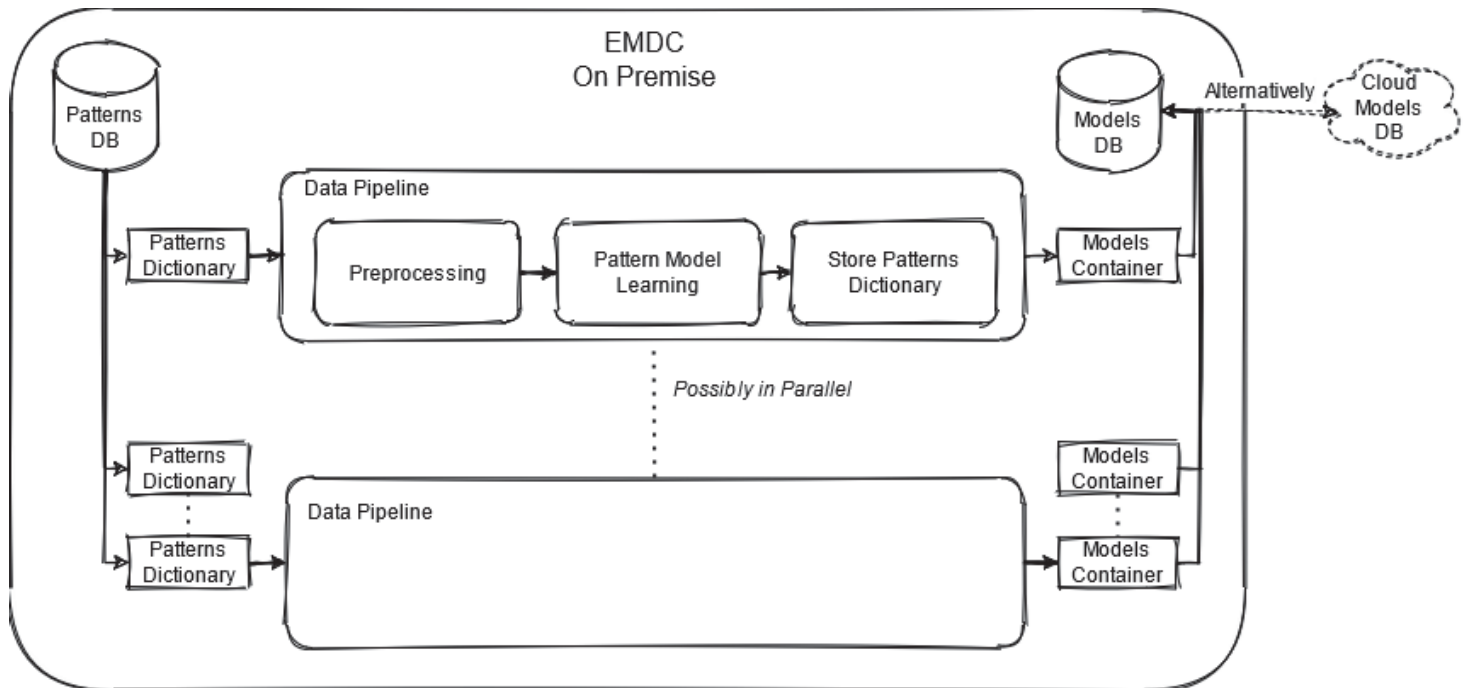 EMDC
On Premise
Patterns
DB
Models
DB
Alternatively
Cloud
Models
DB
Data Pipeline
Patterns
Dictionary
Preprocessing
Pattern Model
Learning
Store Patterns
Dictionary
Models
Container
Possibly in Parallel
Patterns
Dictionary
Models
Container
Data Pipeline
Patterns
Dictionary
Models
Container